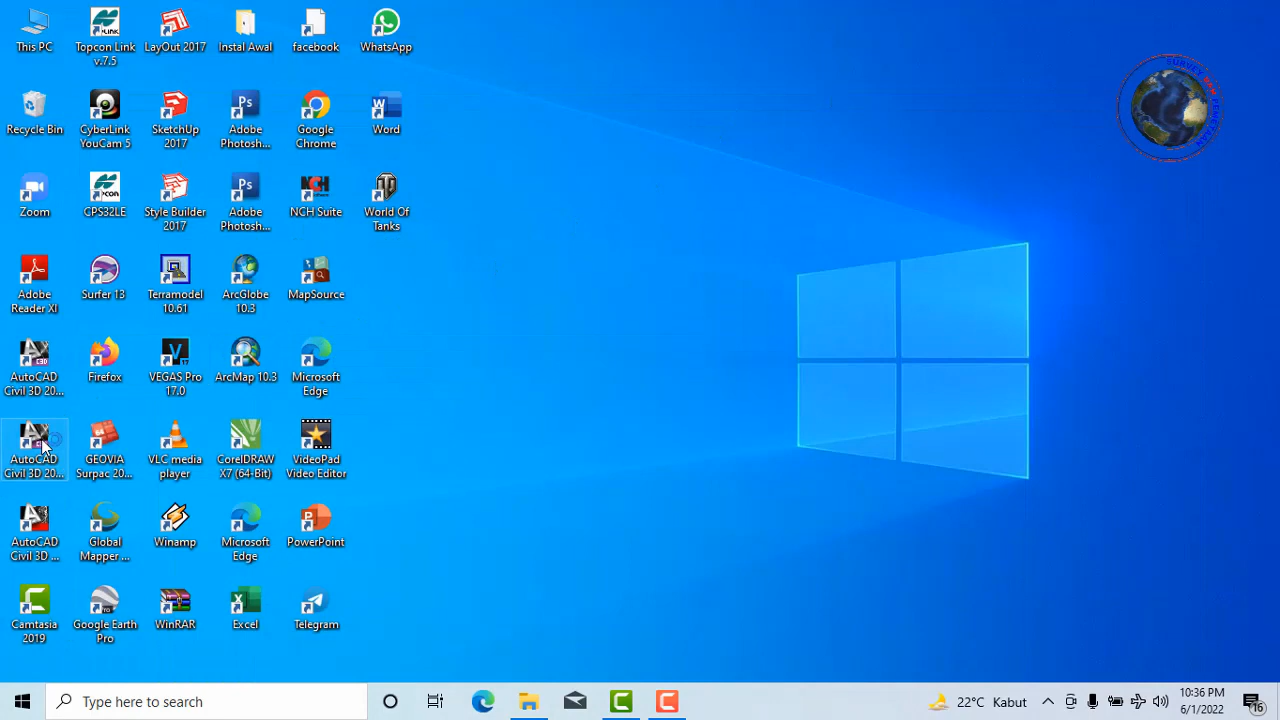 This PC
Topcon Link
v.7.5
LayOut 2017
Instal Awal
facebook
WhatsApp
Recycle Bin
CyberLink
YouCam 5
SketchUp
2017
Adobe
Photosh...
Google
Chrome
Word
Zoom
CPS32LE
Style Builder
2017
Adobe
Photosh...
NCH Suite
World Of
Tanks
Adobe
Reader XI
Surfer 13
Terramodel
10.61
ArcGlobe
10.3
MapSource
AutoCAD
Civil 3D 20...
Firefox
VEGAS Pro
17.0
ArcMap 10.3
Microsoft
Edge
AutoCAD
Civil 3D 20...
GEOVIA
Surpac 20...
VLC media
player
CorelDRAW
X7 (64-Bit)
VideoPad
Video Editor
AutoCAD
Civil 3D ...
Global
Mapper ...
Winamp
Microsoft
Edge
PowerPoint
Camtasia
2019
Google Earth
Pro
WinRAR
Excel
Telegram
SURVEY DAN PEMETAAN
Type here to search
22°C Kabut
10:36 PM
6/1/2022
16